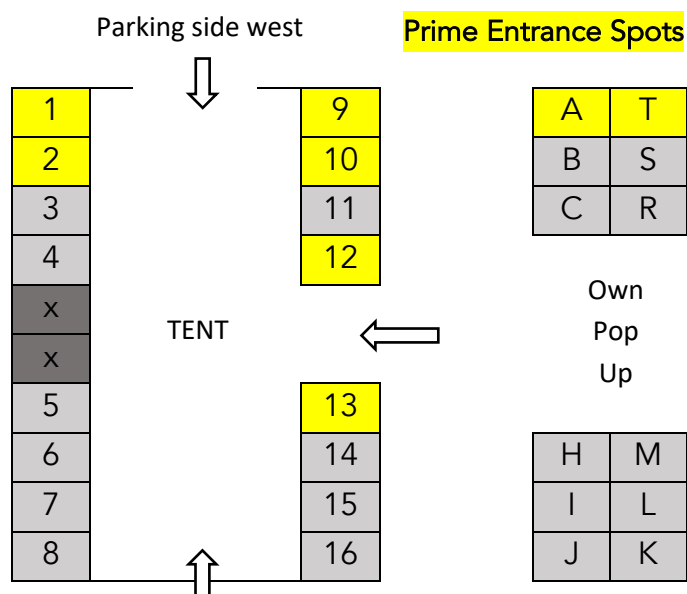 Parking side west Prime Entrance Spots
1 9 A T
2 10 B S
3 11 C R
4 12
x Own
TENT Pop
x Up
5 13
6 14 H M
7 15 I L
8 16 J K